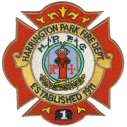 HARRINGTON PARK FIRE DEPT.
H.P.F.C.
ESTABLISHED 1911
1